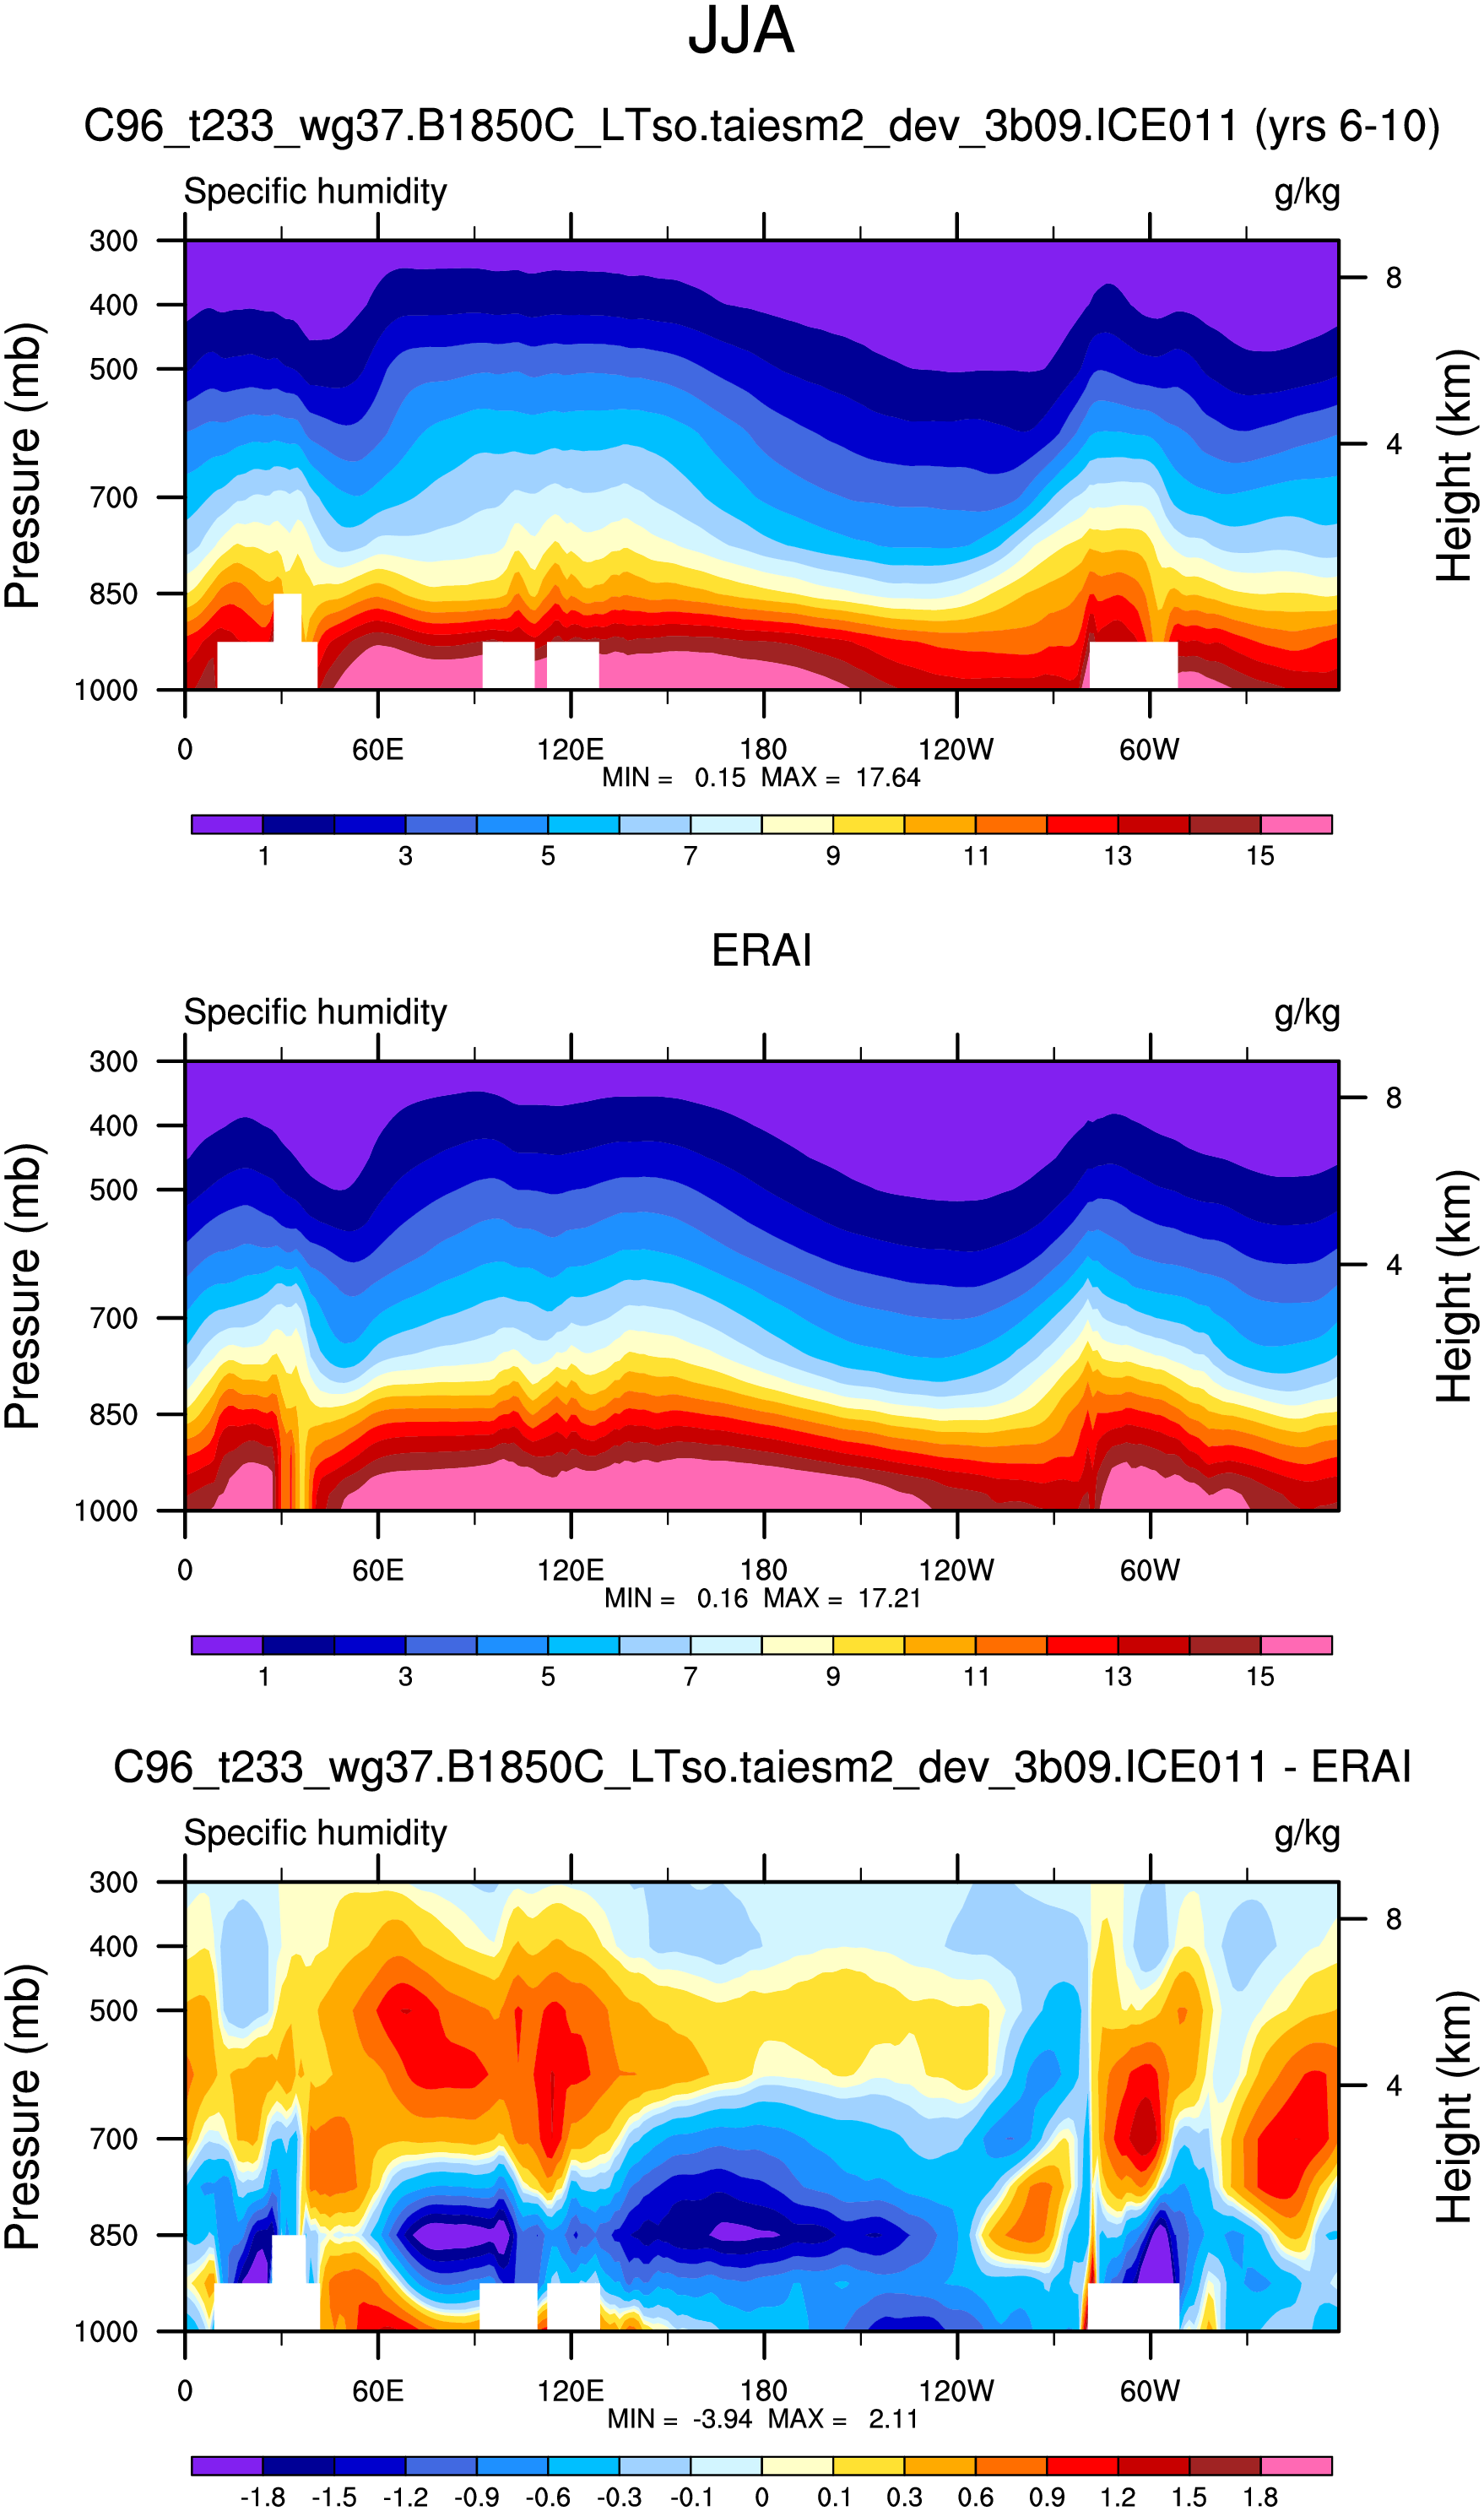 JJA
C96_t233_wg37.B1850C_LTso.taiesm2_dev_3b09.ICE011 (yrs 6-10)
Specific humidity g/kg
300
400
500
700
850
1000
Pressure (mb)
8
4
Height (km)
0 60E 120E 180 120W 60W
MIN = 0.15 MAX = 17.64
1 3 5 7 9 11 13 15
ERAI
Specific humidity g/kg
300
400
500
700
850
1000
Pressure (mb)
8
4
Height (km)
0 60E 120E 180 120W 60W
MIN = 0.16 MAX = 17.21
1 3 5 7 9 11 13 15
C96_t233_wg37.B1850C_LTso.taiesm2_dev_3b09.ICE011 - ERAI
Specific humidity g/kg
300
400
500
700
850
1000
Pressure (mb)
8
4
Height (km)
0 60E 120E 180 120W 60W
MIN = -3.94 MAX = 2.11
-1.8 -1.5 -1.2 -0.9 -0.6 -0.3 -0.1 0 0.1 0.3 0.6 0.9 1.2 1.5 1.8